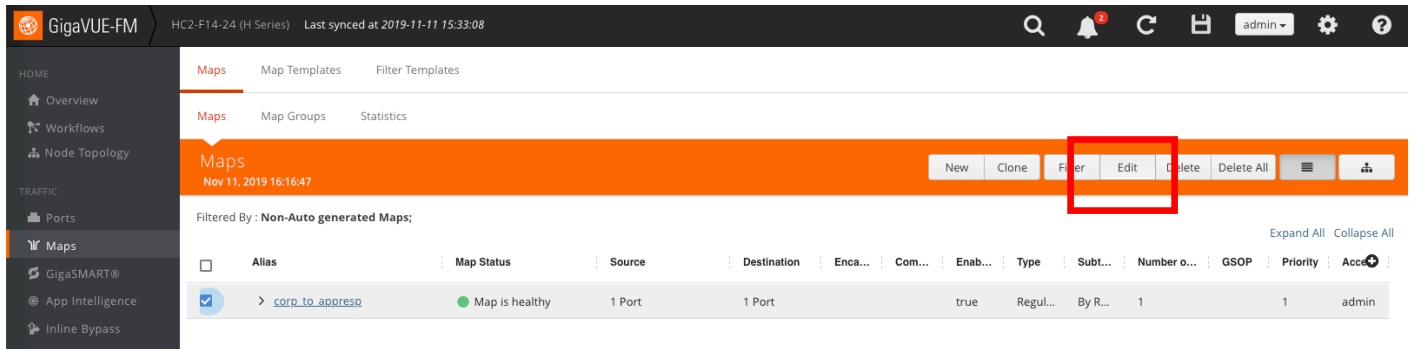 GigaVUE-FM HC2-F14-24 (H Series) Last synced at 2019-11-11 15:33:08 2 admin
HOME
Overview
Workflows
Node Topology
TRAFFIC
Ports
Maps
GigaSMART®
App Intelligence
Inline Bypass
Maps Map Templates Filter Templates
Maps Map Groups Statistics
Maps
Nov 11, 2019 16:16:47
New Clone Edit Delete All
Filtered By : Non-Auto generated Maps;
Expand All Collapse All
Alias Map Status Source Destination Enca... Com... Enab... Type Subt... Number o... GSOP Priority Acce
corp_to_appresp Map is healthy 1 Port 1 Port true Regul... By R... 1 1 admin